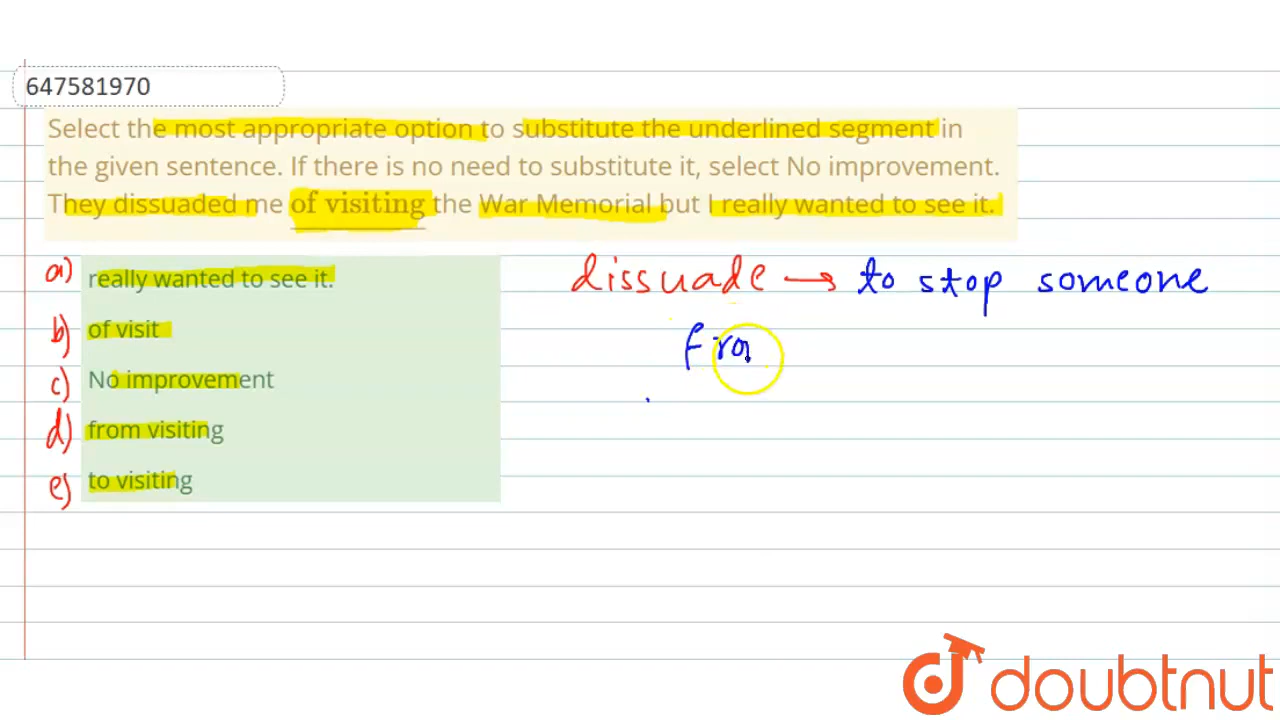 647581970
Select the most appropriate option to substitute the underlined segment in
the given sentence. If there is no need to substitute it, select No improvement.
They dissuaded me of visiting the War Memorial but I really wanted to see it.
a) really wanted to see it.
b) of visit
c) No improvement
d) from visiting
e) to visiting
dissuade → to stop someone
fro
doubtnut